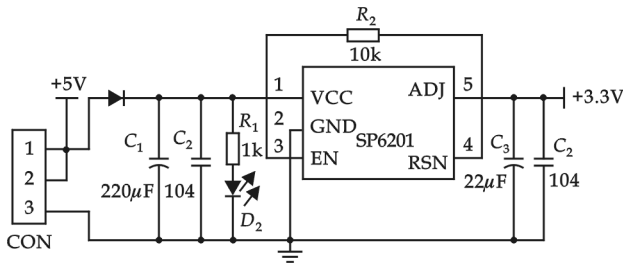 R2
10k
+5V
1
VCC
ADJ
5
+3.3V
2
GND
SP6201
3
EN
RSN
4
R1
1k
C1
C2
C3
C2
220μF
104
22μF
104
D2
1
2
3
CON